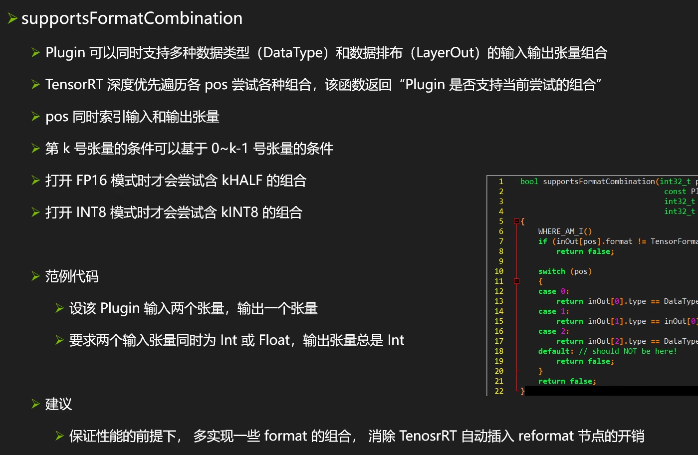 supportsFormatCombination
Plugin 可以同时支持多种数据类型（DataType）和数据排布（LayerOut）的输入输出张量组合
TensorRT 深度优先遍历各 pos 尝试各种组合，该函数返回“Plugin 是否支持当前尝试的组合”
pos 同时索引输入和输出张量
第 k 号张量的条件可以基于 0~k-1 号张量的条件
打开 FP16 模式时才会尝试含 kHALF 的组合
打开 INT8 模式时才会尝试含 kINT8 的组合
范例代码
设该 Plugin 输入两个张量，输出一个张量
要求两个输入张量同时为 Int 或 Float，输出张量总是 Int
建议
保证性能的前提下， 多实现一些 format 的组合， 消除 TenosrRT 自动插入 reformat 节点的开销
1 bool supportsFormatCombination(int32_t p
2 const PI
3 int32_t
4 int32_t
5 {
6 WHERE_AM_I()
7 if (inOut[pos].format != TensorForma
8 return false;
9
10 switch (pos)
11 {
12 case 0:
13 return inOut[0].type == DataType
14 case 1:
15 return inOut[1].type == inOut[0]
16 case 2:
17 return inOut[2].type == DataType
18 default: // should NOT be here!
19 return false;
20 }
21 return false;
22 }